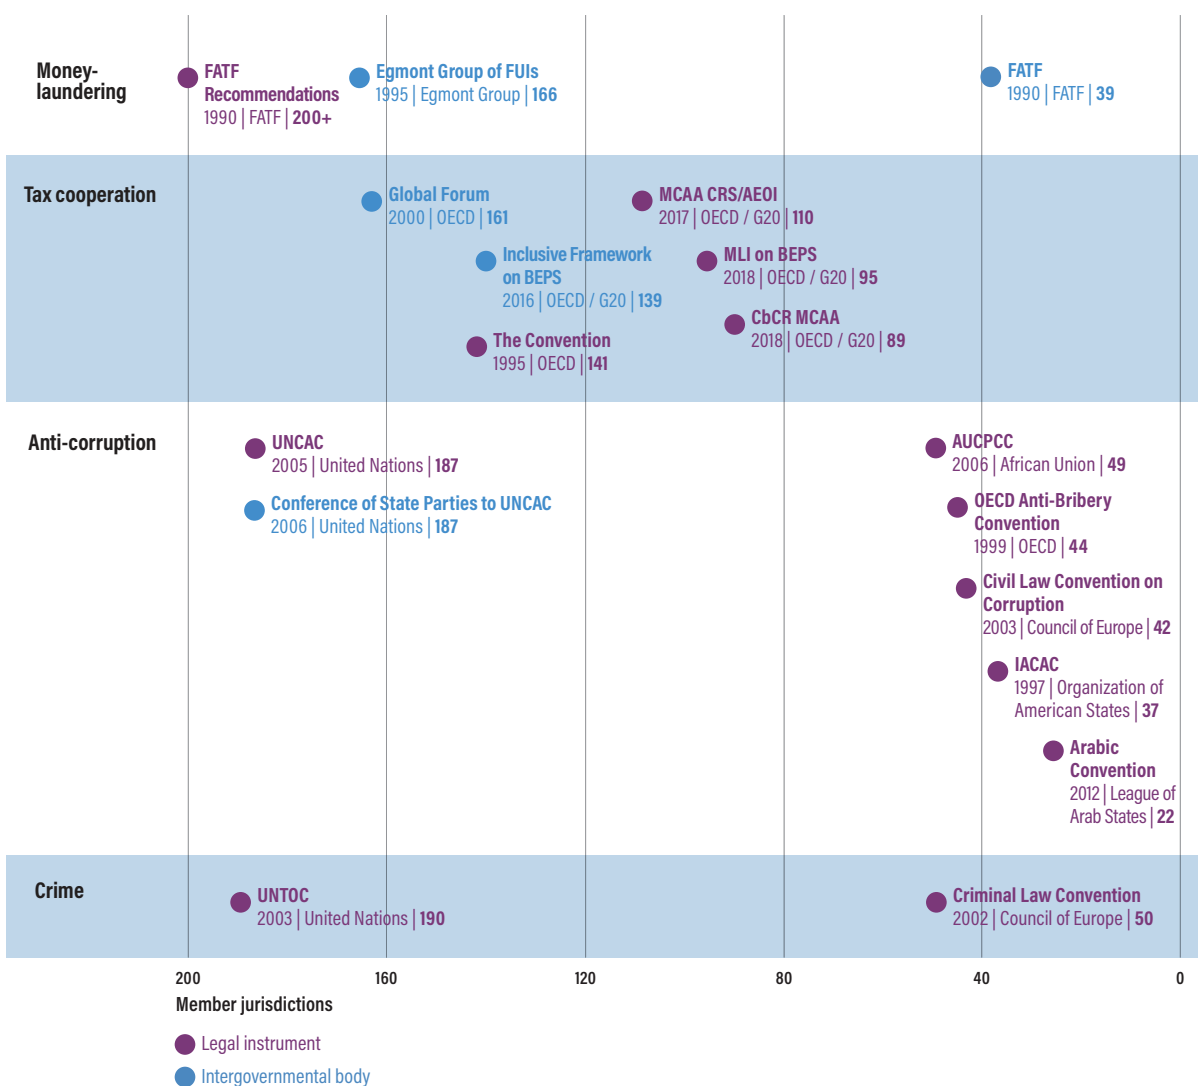 Money-
laundering
FATF
Recommendations
1990 | FATF | 200+
Egmont Group of FUIs
1995 | Egmont Group | 166
FATF
1990 | FATF | 39
Tax cooperation
Global Forum
2000 | OECD | 161
MCAA CRS/AEOI
2017 | OECD / G20 | 110
Inclusive Framework
on BEPS
2016 | OECD / G20 | 139
MLI on BEPS
2018 | OECD / G20 | 95
CbCR MCAA
2018 | OECD / G20 | 89
The Convention
1995 | OECD | 141
Anti-corruption
UNCAC
2005 | United Nations | 187
Conference of State Parties to UNCAC
2006 | United Nations | 187
AUCPCC
2006 | African Union | 49
OECD Anti-Bribery
Convention
1999 | OECD | 44
Civil Law Convention on
Corruption
2003 | Council of Europe | 42
IACAC
1997 | Organization of
American States | 37
Arabic
Convention
2012 | League of
Arab States | 22
Crime
UNTOC
2003 | United Nations | 190
Criminal Law Convention
2002 | Council of Europe | 50
200 160 120 80 40 0
Member jurisdictions
Legal instrument
Intergovernmental body